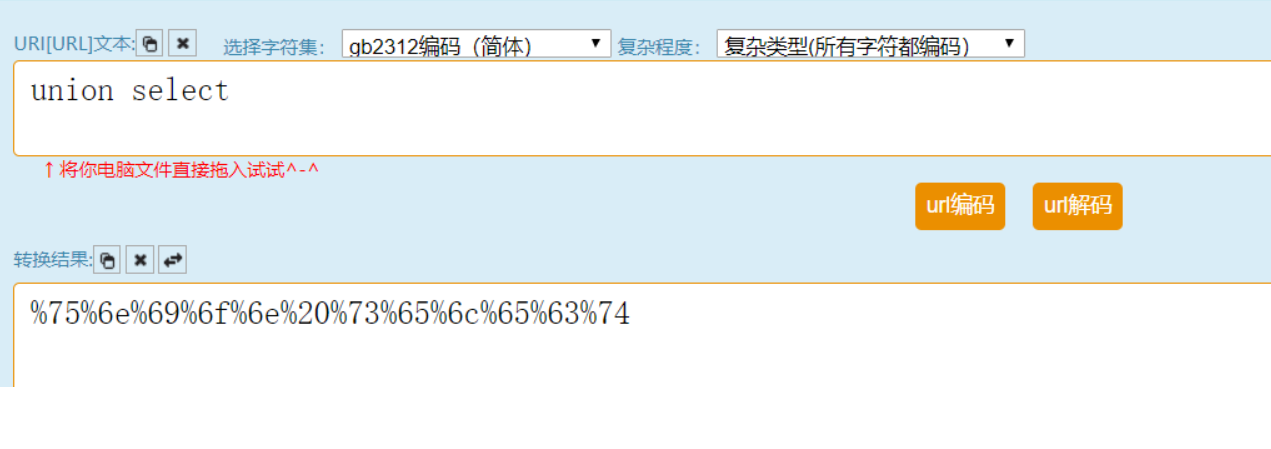 URI[URL]文本: 选择字符集： gb2312编码（简体） 复杂程度： 复杂类型(所有字符都编码)
union select
↑将你电脑文件直接拖入试试^-^
url编码 url解码
转换结果:
%75%6e%69%6f%6e%20%73%65%6c%65%63%74